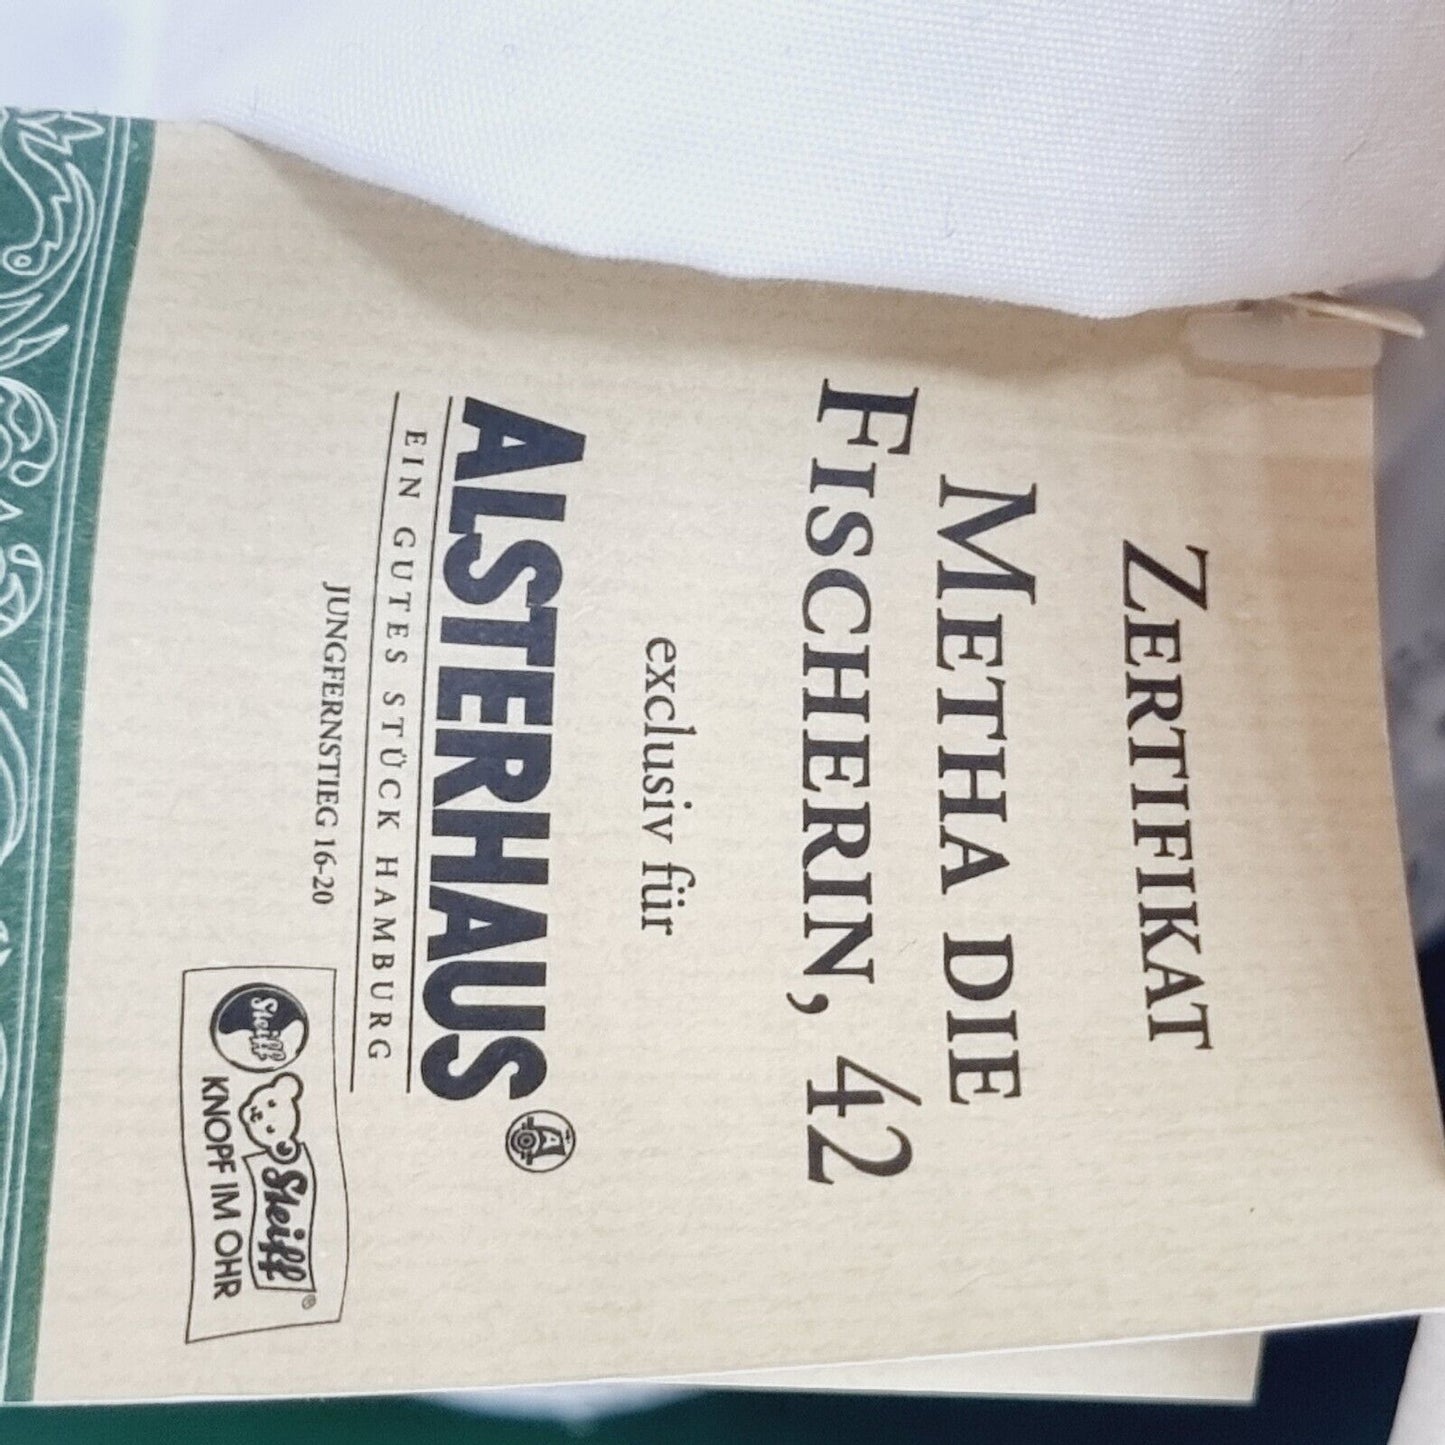 ZERTIFIKAT
METHA DIE
FISCHERIN, 42
exclusiv für
ALSTERHAUS
EIN GUTES STÜCK HAMBURG
JUNGFERNSTIEG 16-20
Steiff
Steiff®
KNOPF IM OHR